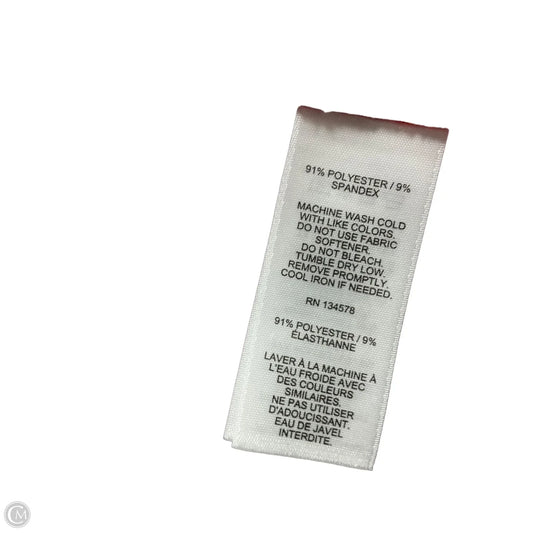 91% POLYESTER / 9%
SPANDEX
MACHINE WASH COLD
WITH LIKE COLORS.
DO NOT USE FABRIC
SOFTENER.
DO NOT BLEACH.
TUMBLE DRY LOW.
REMOVE PROMPTLY.
COOL IRON IF NEEDED.
RN 134578
91% POLYESTER / 9%
ÉLASTHANNE
LAVER À LA MACHINE À
L'EAU FROIDE AVEC
DES COULEURS
SIMILAIRES.
NE PAS UTILISER
D'ADOUCISSANT.
EAU DE JAVEL
INTERDITE.
CM